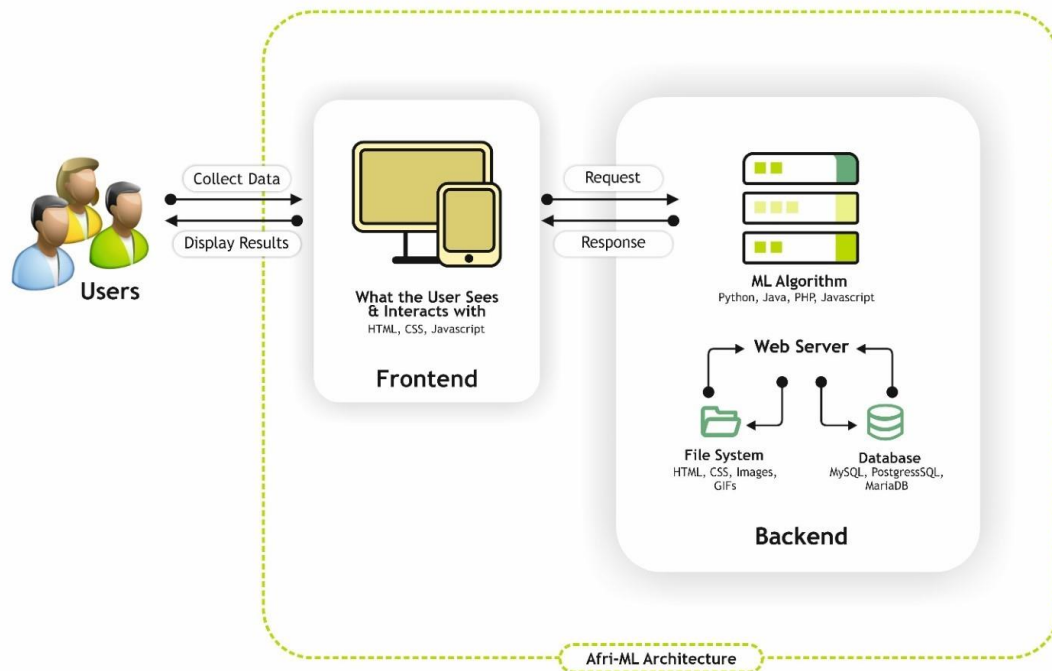 Collect Data
Display Results
Users
What the User Sees
& Interacts with
HTML, CSS, Javascript
Frontend
Request
Response
ML Algorithm
Python, Java, PHP, Javascript
Web Server
File System
HTML, CSS, Images,
GIFs
Database
MySQL, PostgressSQL,
MariaDB
Backend
Afri-ML Architecture